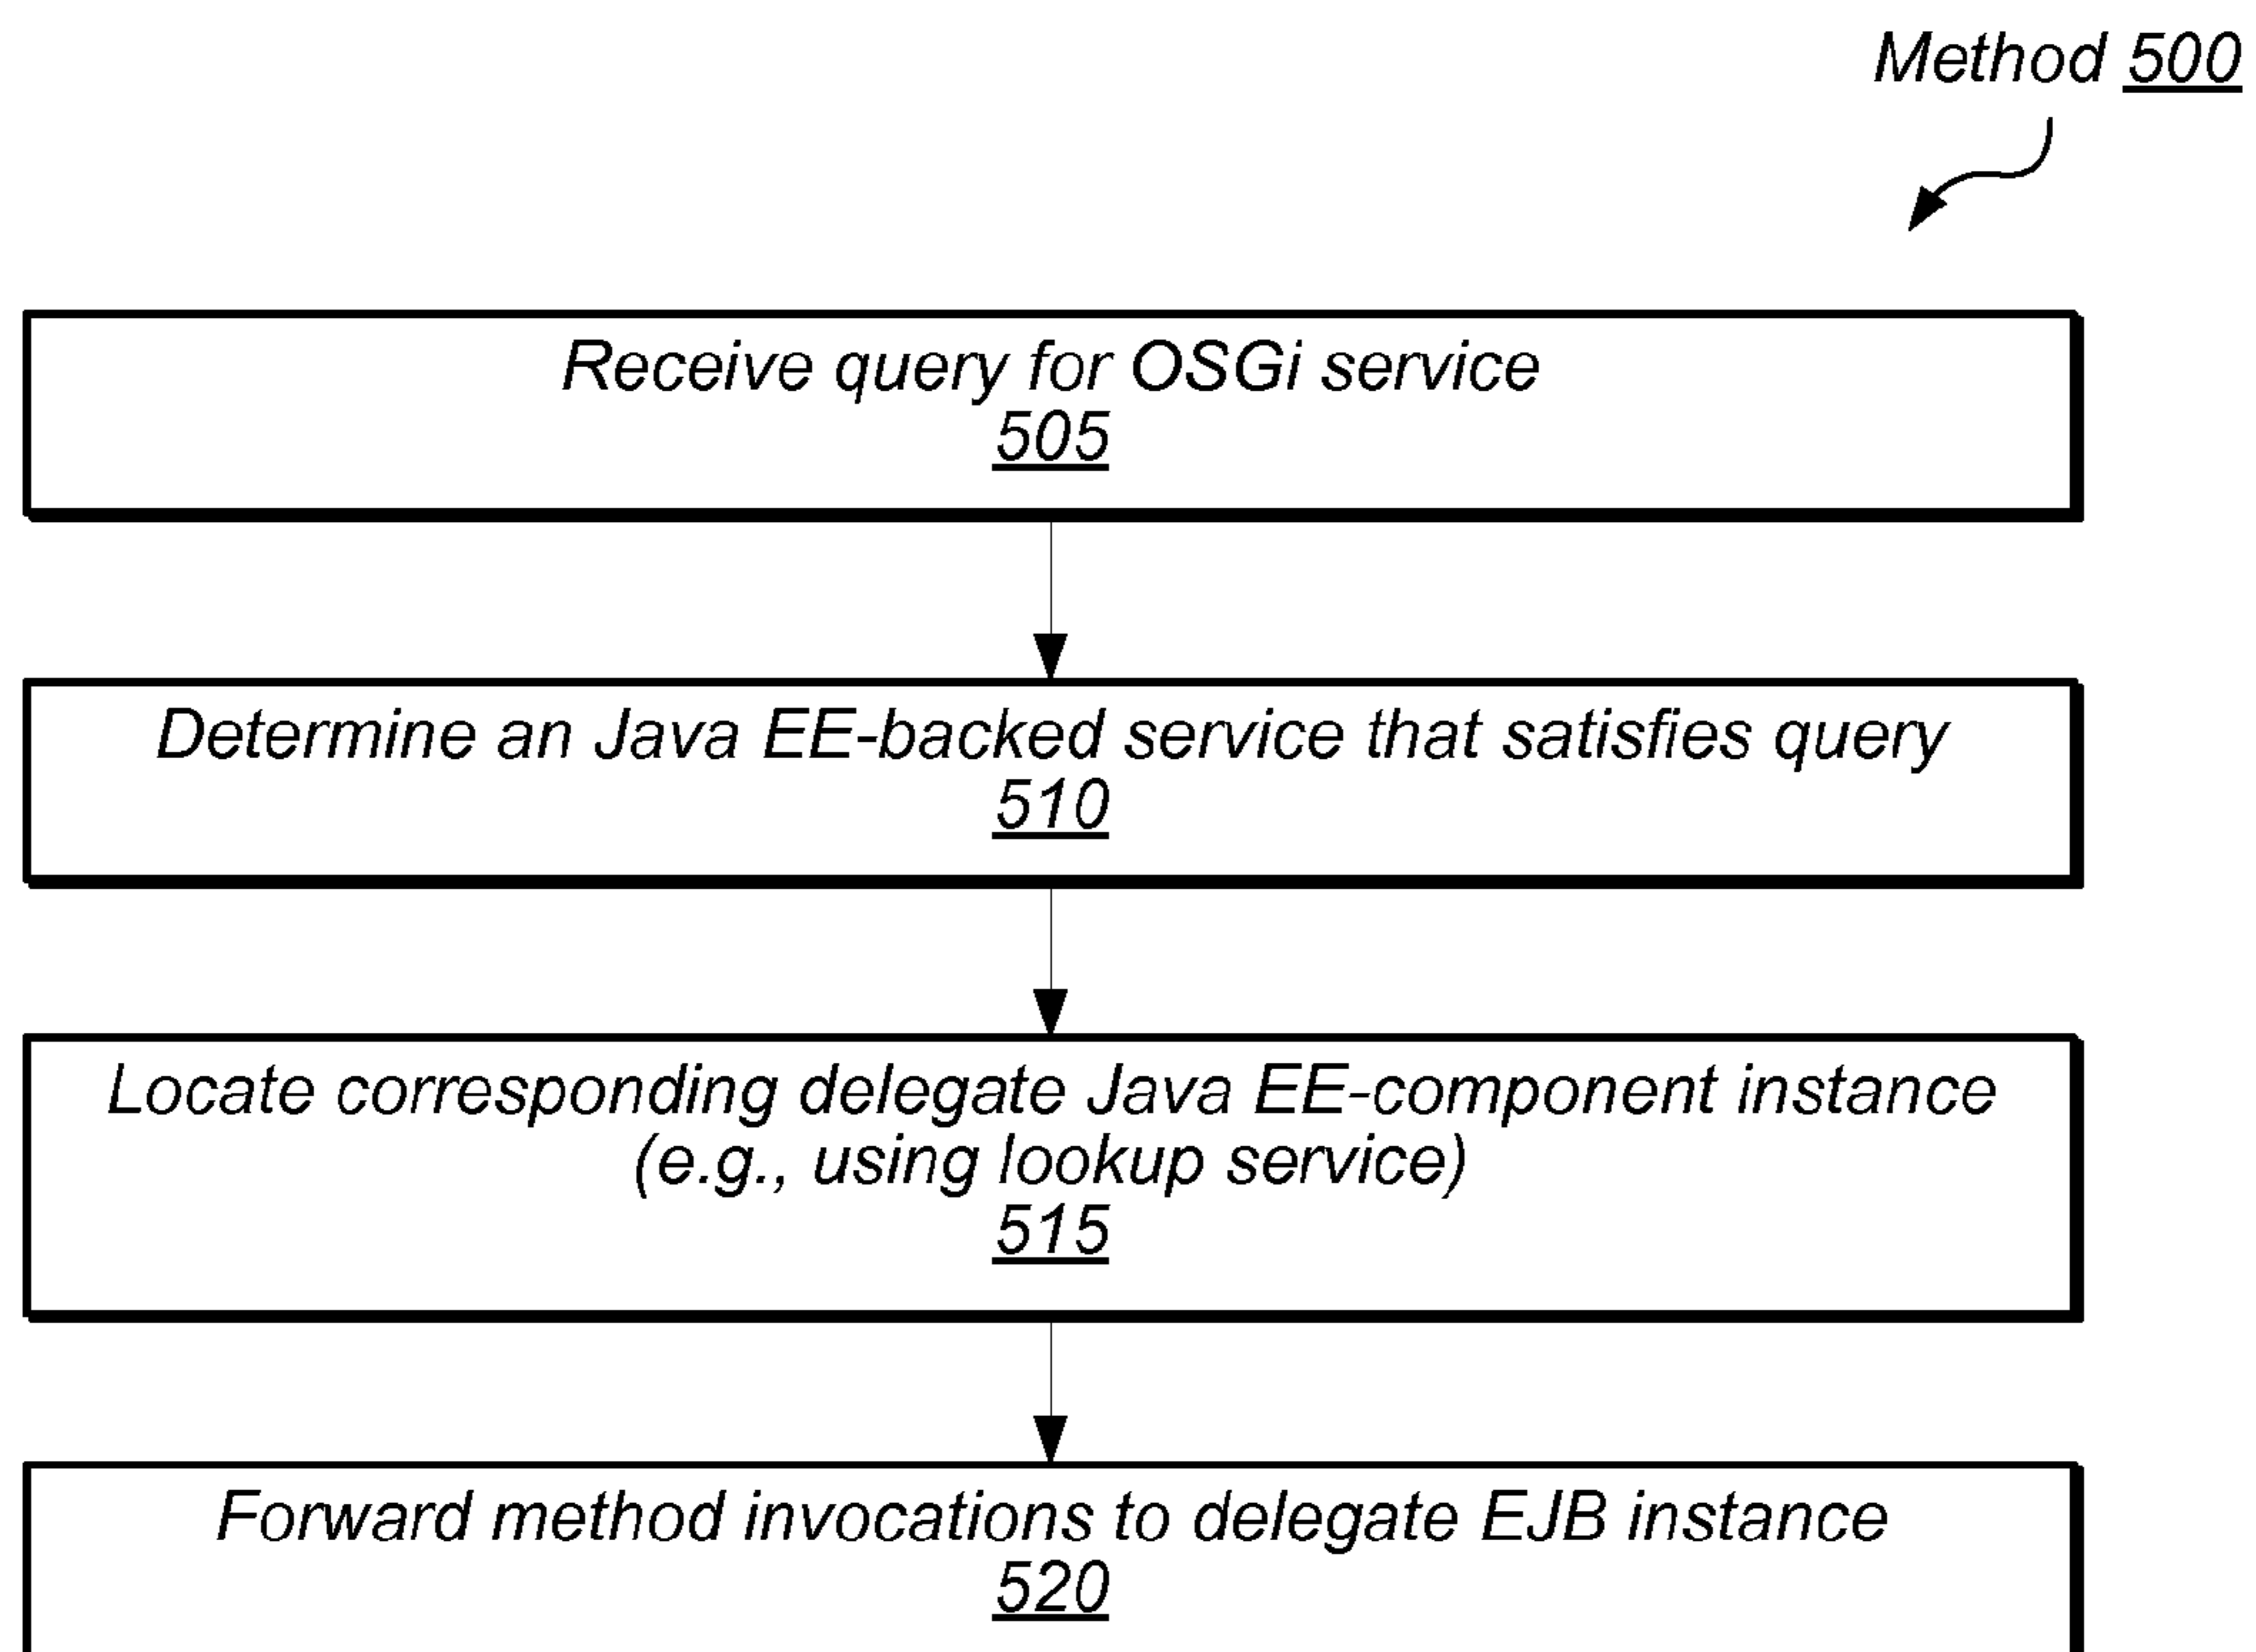 Method 500
Receive query for OSGi service
505
Determine an Java EE-backed service that satisfies query
510
Locate corresponding delegate Java EE-component instance
(e.g., using lookup service)
515
Forward method invocations to delegate EJB instance
520